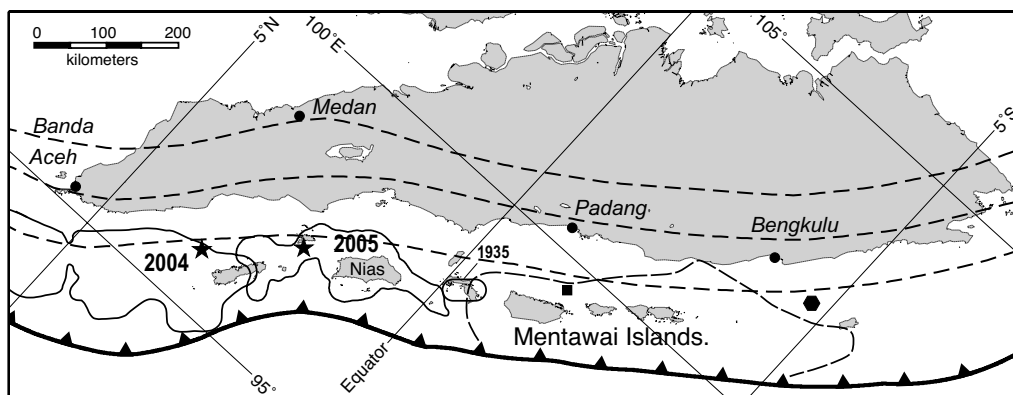 0 100 200
kilometers
5°N
100°E
105°
5°S
Banda
Aceh
Medan
Padang
Bengkulu
2004
2005
Nias
1935
Mentawai Islands.
Equator
95°